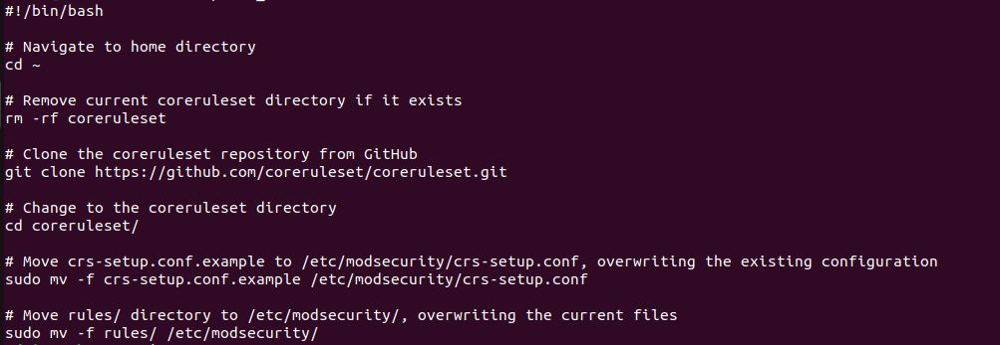 #!/bin/bash
# Navigate to home directory
cd ~
# Remove current coreruleset directory if it exists
rm -rf coreruleset
# Clone the coreruleset repository from GitHub
git clone https://github.com/coreruleset/coreruleset.git
# Change to the coreruleset directory
cd coreruleset/
# Move crs-setup.conf.example to /etc/modsecurity/crs-setup.conf, overwriting the existing configuration
sudo mv -f crs-setup.conf.example /etc/modsecurity/crs-setup.conf
# Move rules/ directory to /etc/modsecurity/, overwriting the current files
sudo mv -f rules/ /etc/modsecurity/